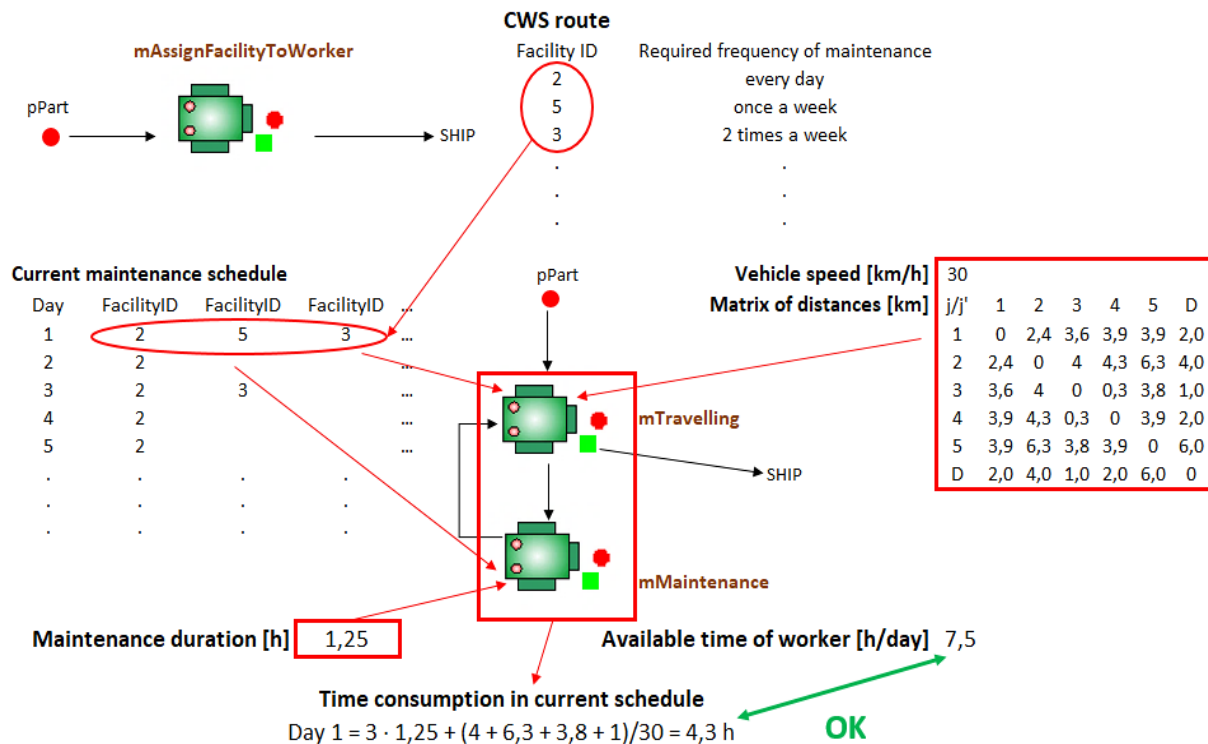 CWS route
mAssignFacilityToWorker
Facility ID Required frequency of maintenance
2 every day
pPart
5 once a week
SHIP
3 2 times a week
. .
. .
. .
Current maintenance schedule
Day FacilityID FacilityID FacilityID ...
1 2 5 3 ...
2 2 ...
3 2 3 ...
4 2 ...
5 2 ...
. . . .
. . . .
. . . .
pPart
Vehicle speed [km/h] 30
Matrix of distances [km] j/j' 1 2 3 4 5 D
1 0 2,4 3,6 3,9 3,9 2,0
2 2,4 0 4 4,3 6,3 4,0
3 3,6 4 0 0,3 3,8 1,0
4 3,9 4,3 0,3 0 3,9 2,0
5 3,9 6,3 3,8 3,9 0 6,0
D 2,0 4,0 1,0 2,0 6,0 0
mTravelling
SHIP
mMaintenance
Maintenance duration [h] 1,25
Available time of worker [h/day] 7,5
Time consumption in current schedule
Day 1 = 3 · 1,25 + (4 + 6,3 + 3,8 + 1)/30 = 4,3 h
OK